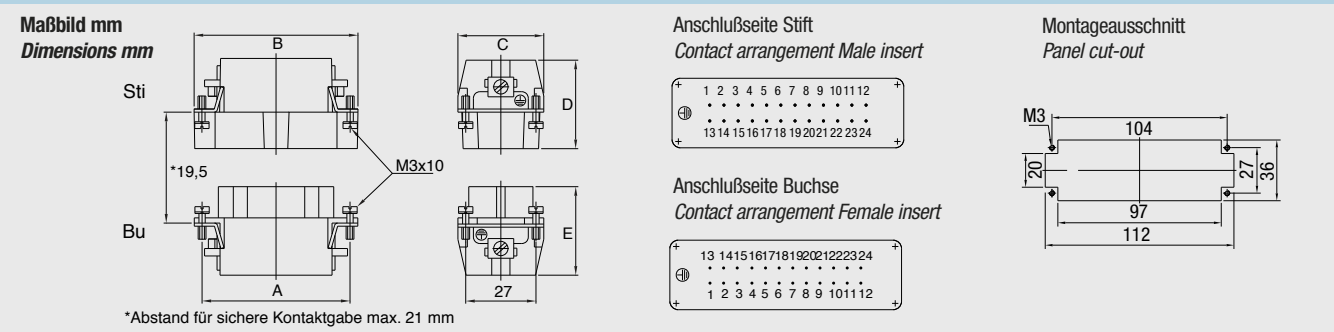 Maßbild mm
Dimensions mm
B
C
Sti
D
*19,5
M3x10
Bu
E
A
27
*Abstand für sichere Kontaktgabe max. 21 mm
Anschlußseite Stift
Contact arrangement Male insert
1 2 3 4 5 6 7 8 9 10 11 12
13 14 15 16 17 18 19 20 21 22 23 24
Anschlußseite Buchse
Contact arrangement Female insert
13 14 15 16 17 18 19 20 21 22 23 24
1 2 3 4 5 6 7 8 9 10 11 12
Montageausschnitt
Panel cut-out
M3
104
20
27
36
97
112